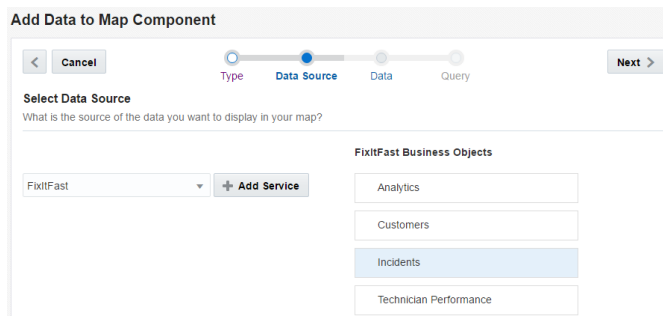 Add Data to Map Component
Cancel
Next
Type
Data Source
Data
Query
Select Data Source
What is the source of the data you want to display in your map?
FixItFast Business Objects
FixItFast
Add Service
Analytics
Customers
Incidents
Technician Performance